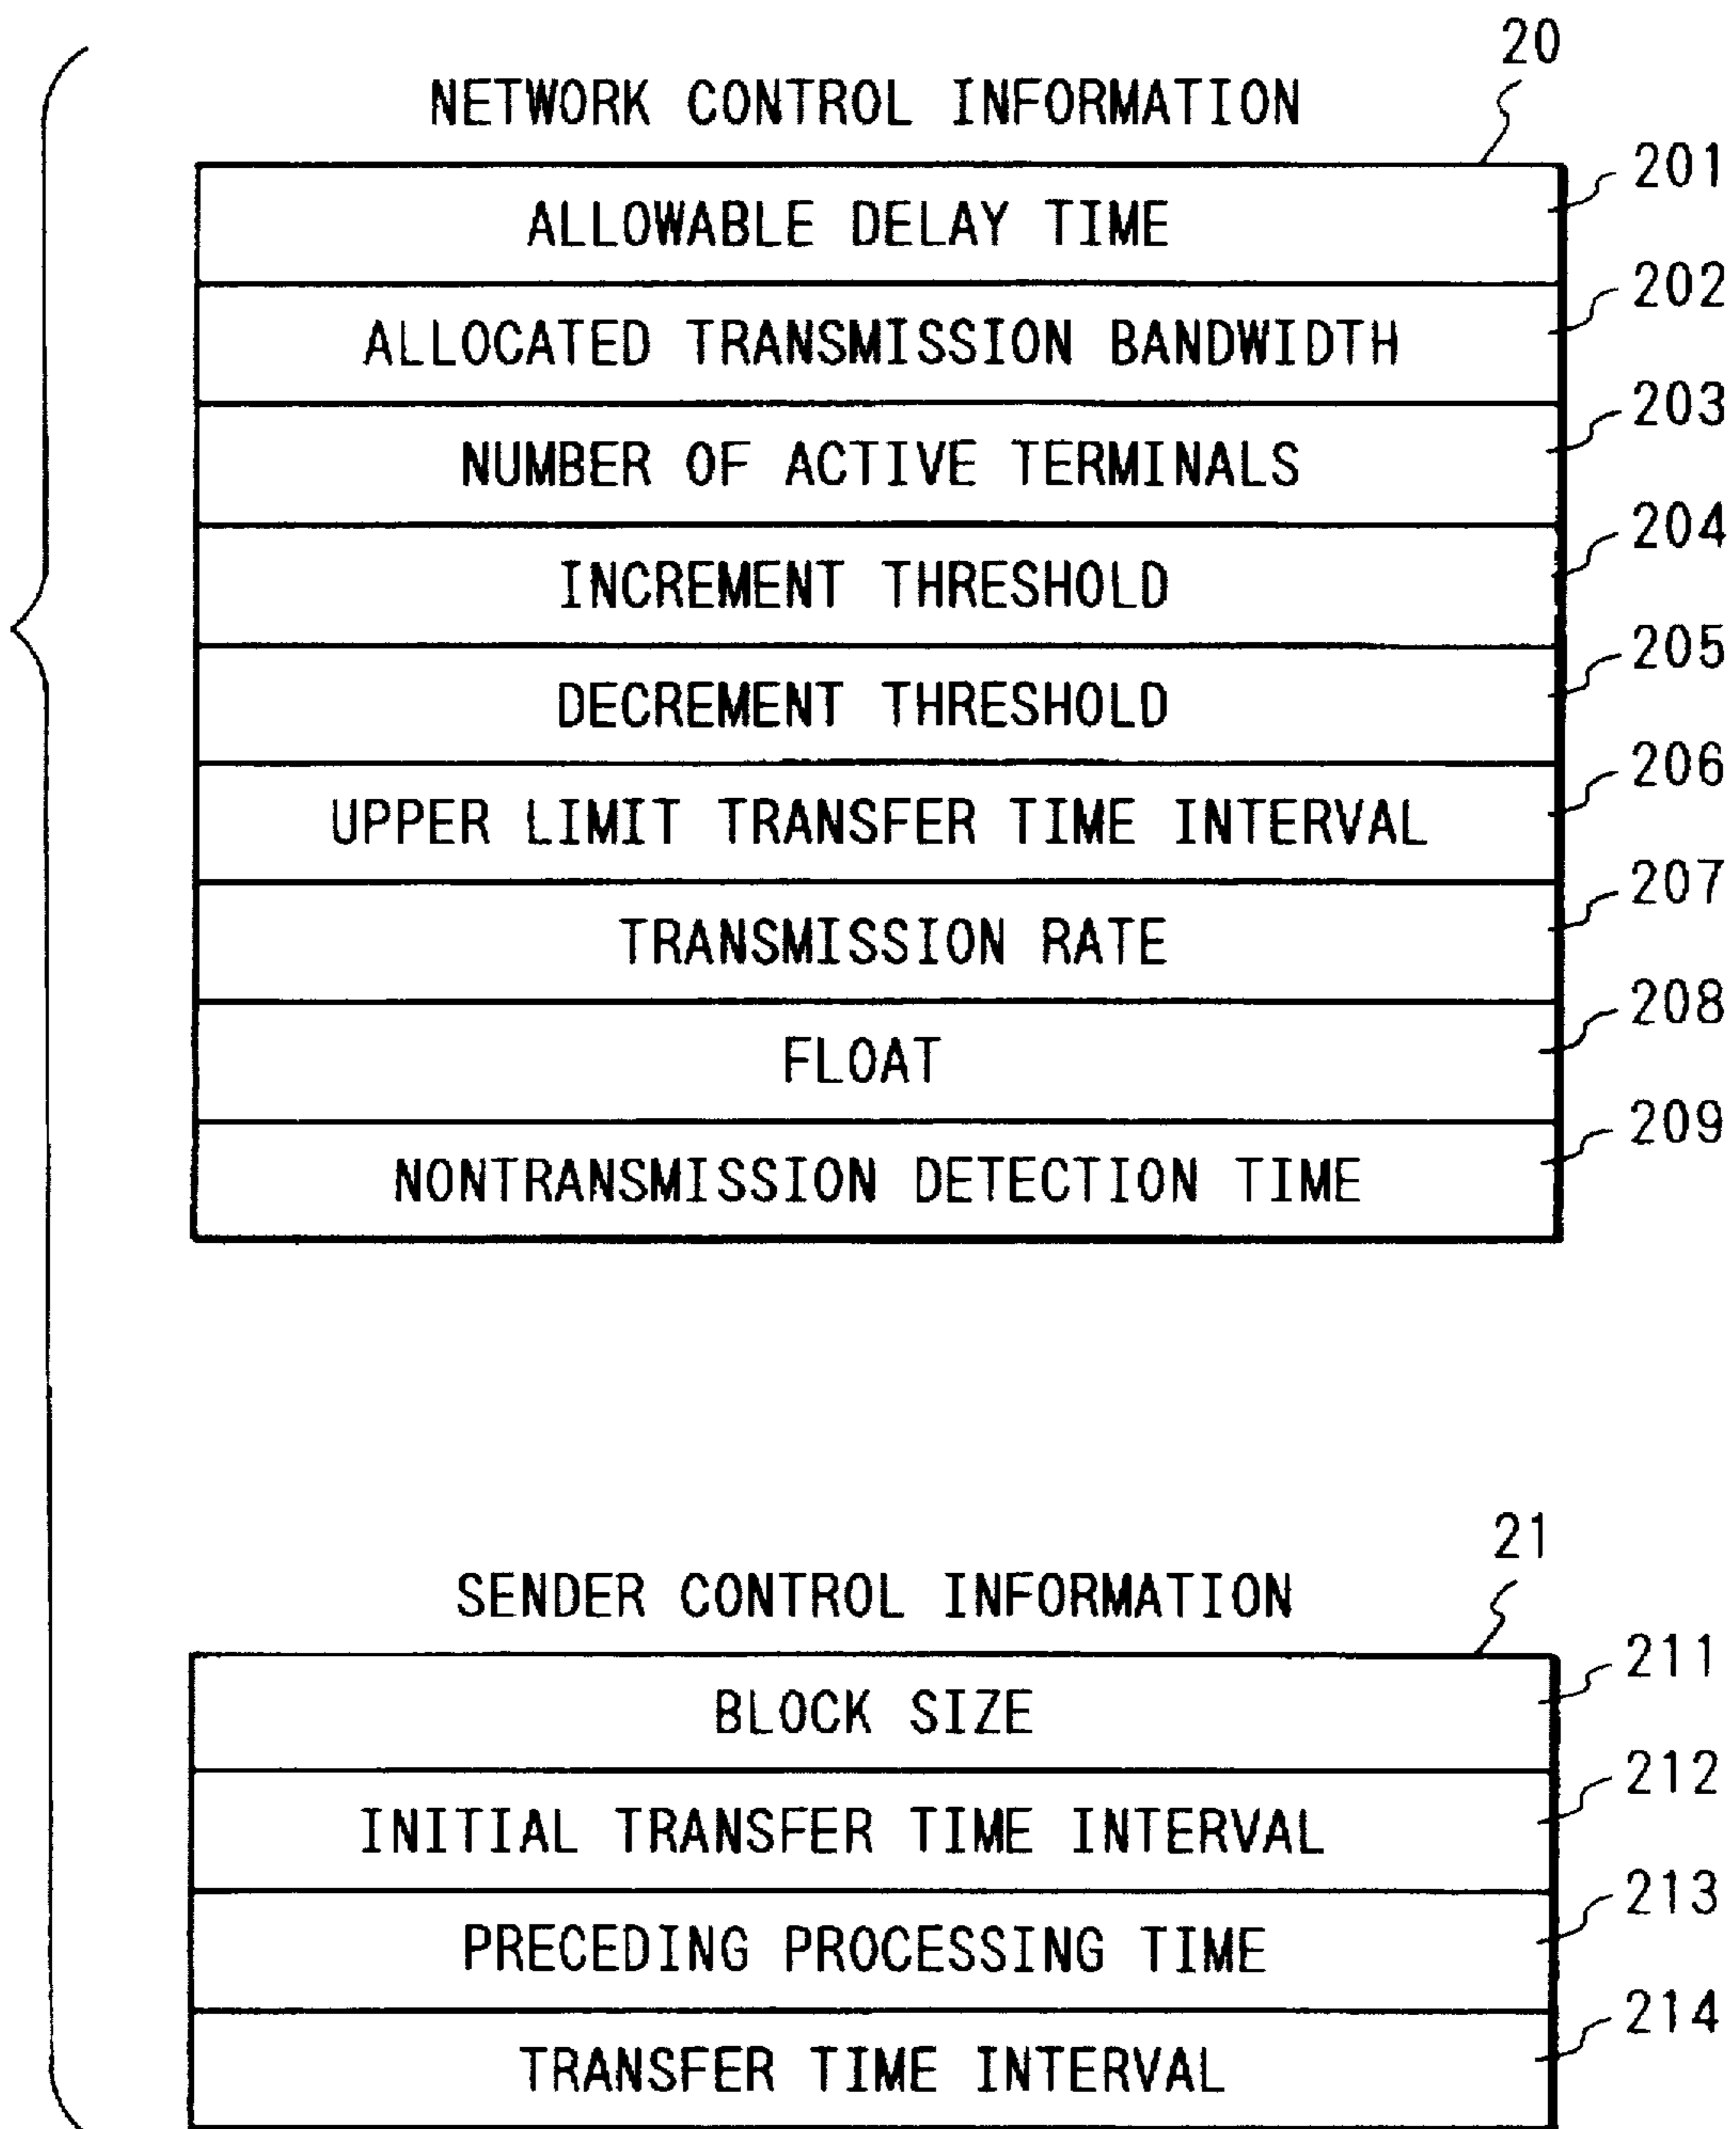 20
NETWORK CONTROL INFORMATION
201
ALLOWABLE DELAY TIME
202
ALLOCATED TRANSMISSION BANDWIDTH
203
NUMBER OF ACTIVE TERMINALS
204
INCREMENT THRESHOLD
205
DECREMENT THRESHOLD
206
UPPER LIMIT TRANSFER TIME INTERVAL
207
TRANSMISSION RATE
208
FLOAT
209
NONTRANSMISSION DETECTION TIME
21
SENDER CONTROL INFORMATION
211
BLOCK SIZE
212
INITIAL TRANSFER TIME INTERVAL
213
PRECEDING PROCESSING TIME
214
TRANSFER TIME INTERVAL